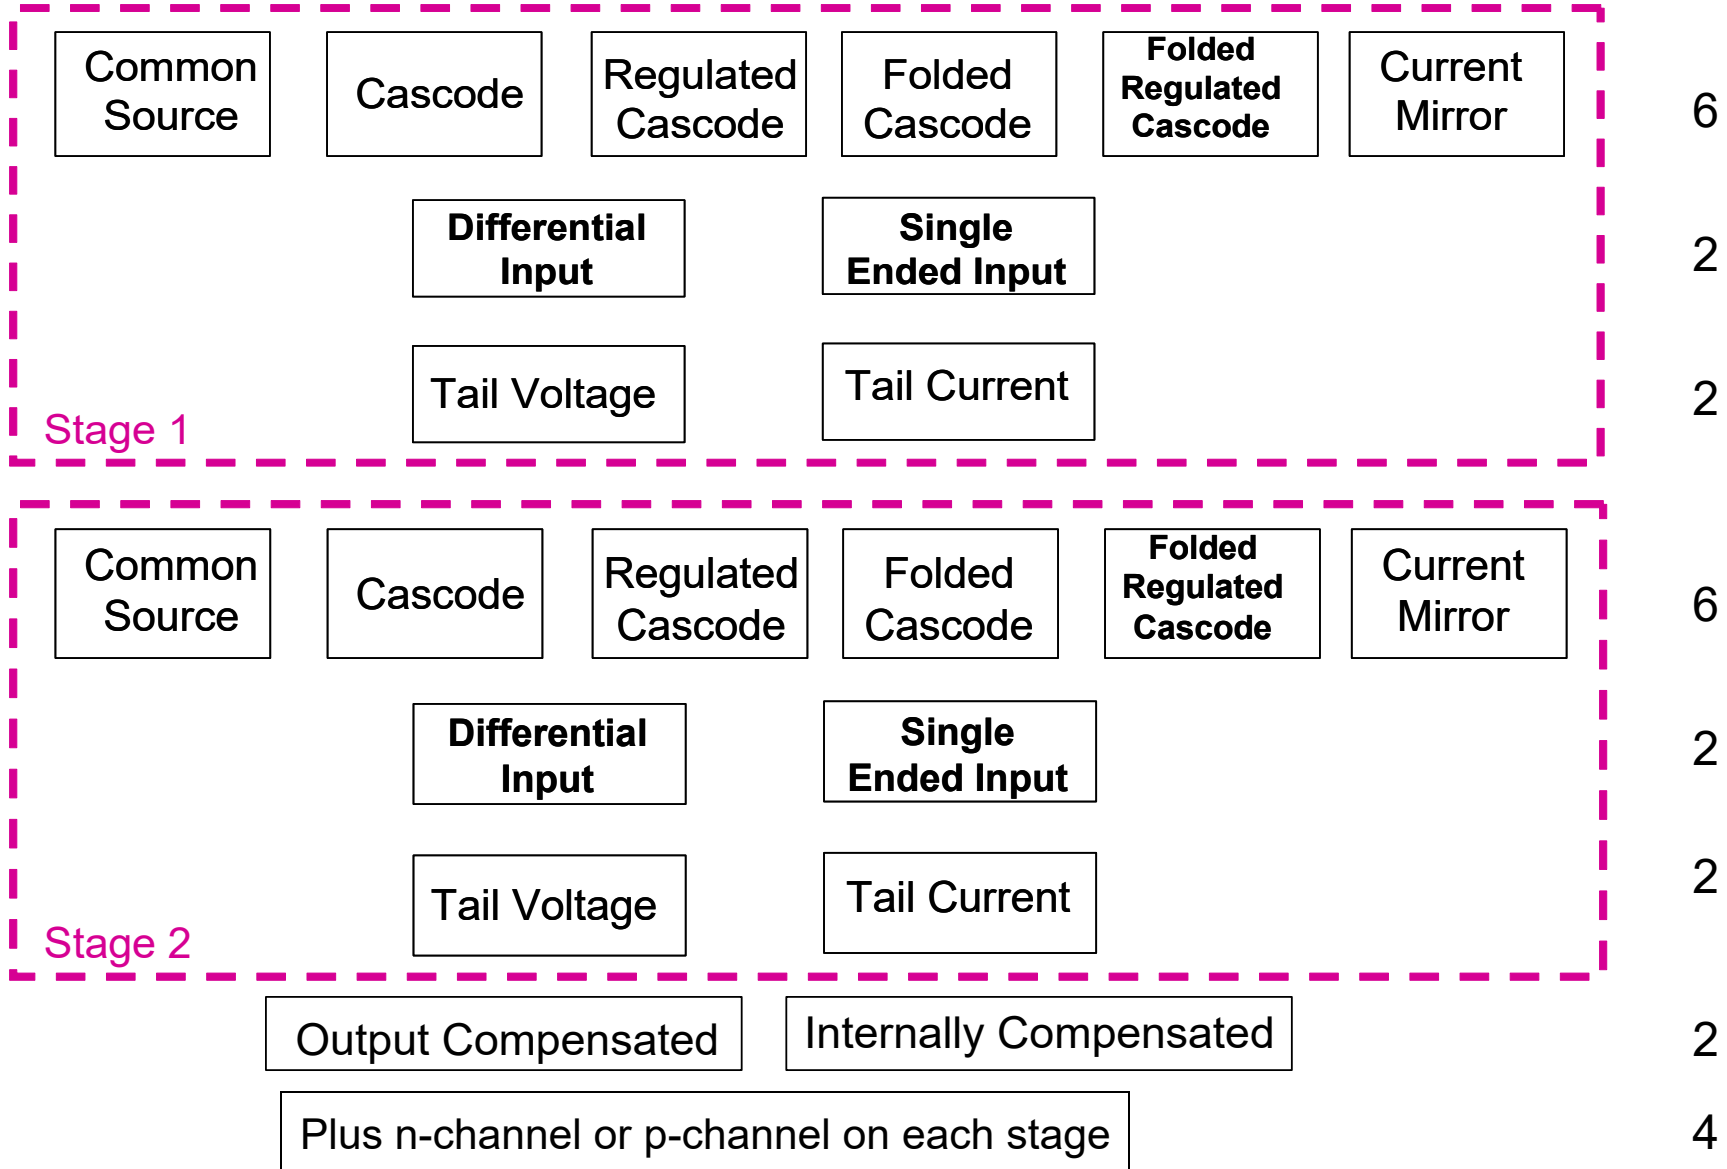 Common
Source
Cascode
Regulated
Cascode
Folded
Cascode
Folded
Regulated
Cascode
Current
Mirror
6
Differential
Input
Single
Ended Input
2
Tail Voltage
Tail Current
2
Stage 1
Common
Source
Cascode
Regulated
Cascode
Folded
Cascode
Folded
Regulated
Cascode
Current
Mirror
6
Differential
Input
Single
Ended Input
2
Tail Voltage
Tail Current
2
Stage 2
Output Compensated
Internally Compensated
2
Plus n-channel or p-channel on each stage
4